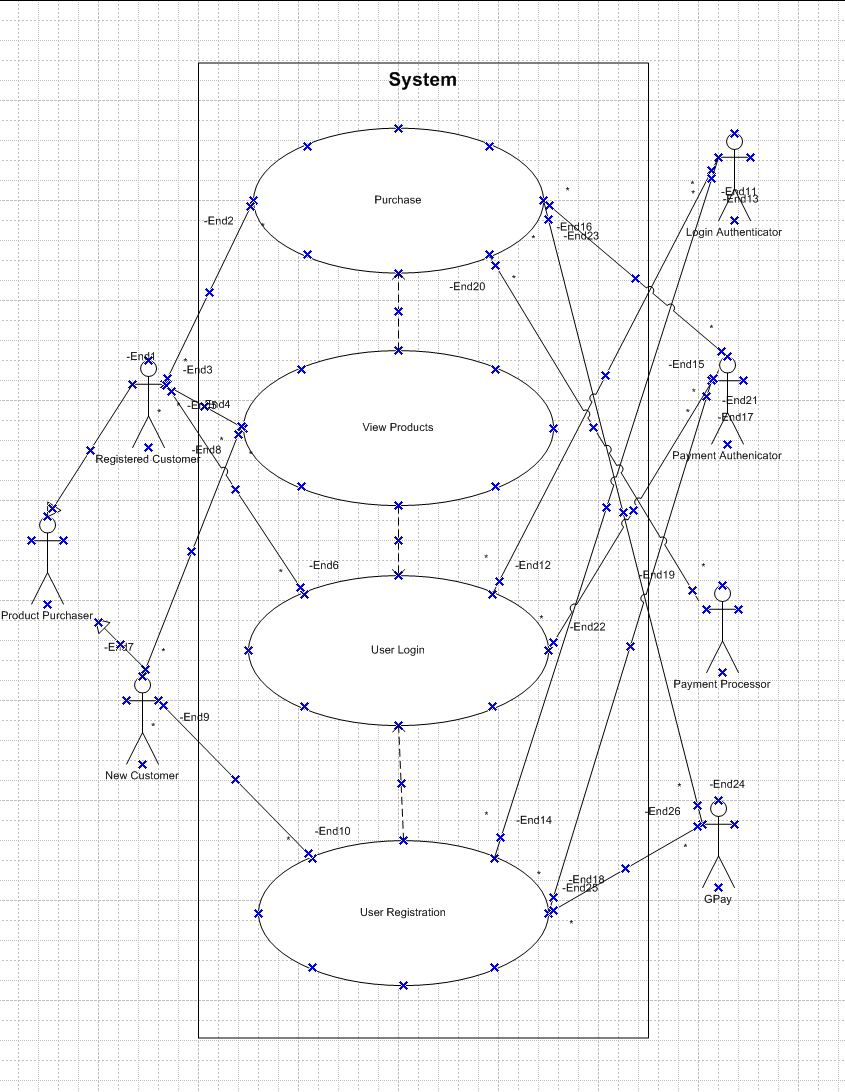 System
Purchase
-End11
-End13
Login Authenticator
-End2
-End16
-End23
-End20
-End1
-End3
-End15
-End4
-End21
-End17
View Products
-End8
Registered Customer
Payment Authenicator
-End6
-End12
-End19
Product Purchaser
-End22
-End7
User Login
Payment Processor
-End9
New Customer
-End24
-End26
-End10
-End14
-End18
-End25
GPay
User Registration